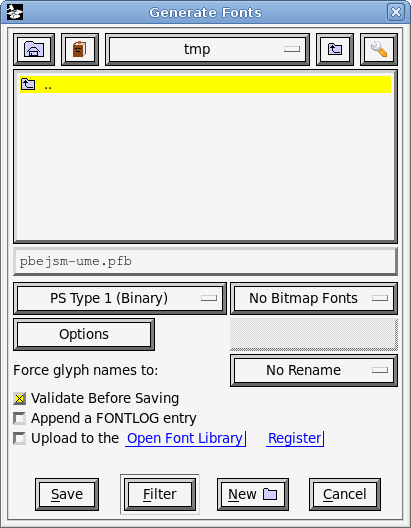 Generate Fonts
tmp
..
pbejsm-ume.pfb
PS Type 1 (Binary) No Bitmap Fonts
Options
Force glyph names to: No Rename
Validate Before Saving
Append a FONTLOG entry
Upload to the Open Font Library Register
Save Filter New Cancel